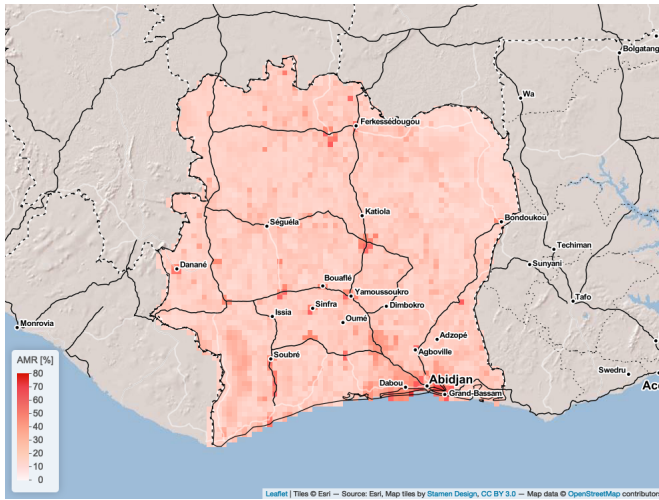 Bolgatang
Wa
Ferkessédougou
Katiola
Séguéla
Bondoukou
Techiman
Sunyani
Danané
Bouaflé
Yamoussoukro
Tafo
Sinfra
Dimbokro
Issia
Oumé
Monrovia
Adzopé
Agboville
Soubré
AMR [%]
80
70
60
50
40
30
20
10
0
Swedru
Abidjan
Ac
Dabou
Grand-Bassam
Leaflet | Tiles © Esri — Source: Esri, Map tiles by Stamen Design, CC BY 3.0 — Map data © OpenStreetMap contributor